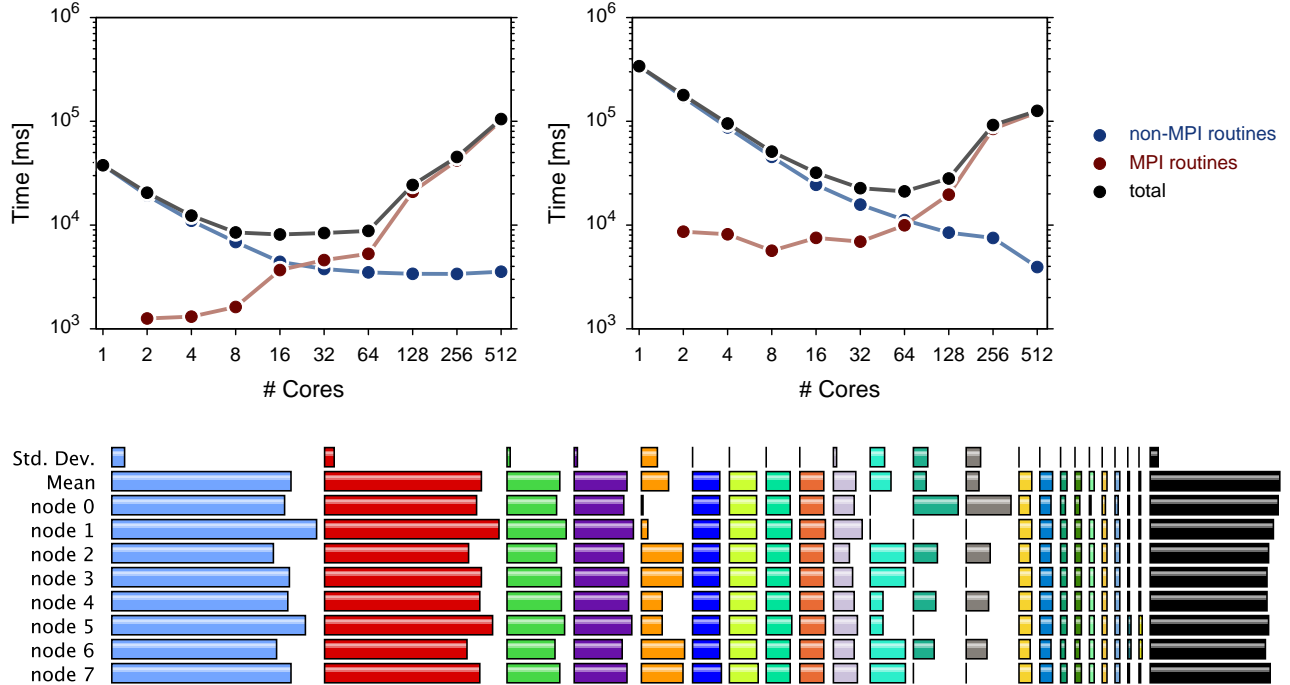 10^6
10^5
10^4
10^3
Time [ms]
1 2 4 8 16 32 64 128 256 512
# Cores
10^6
10^5
10^4
10^3
Time [ms]
1 2 4 8 16 32 64 128 256 512
# Cores
non-MPI routines
MPI routines
total
Std. Dev.
Mean
node 0
node 1
node 2
node 3
node 4
node 5
node 6
node 7